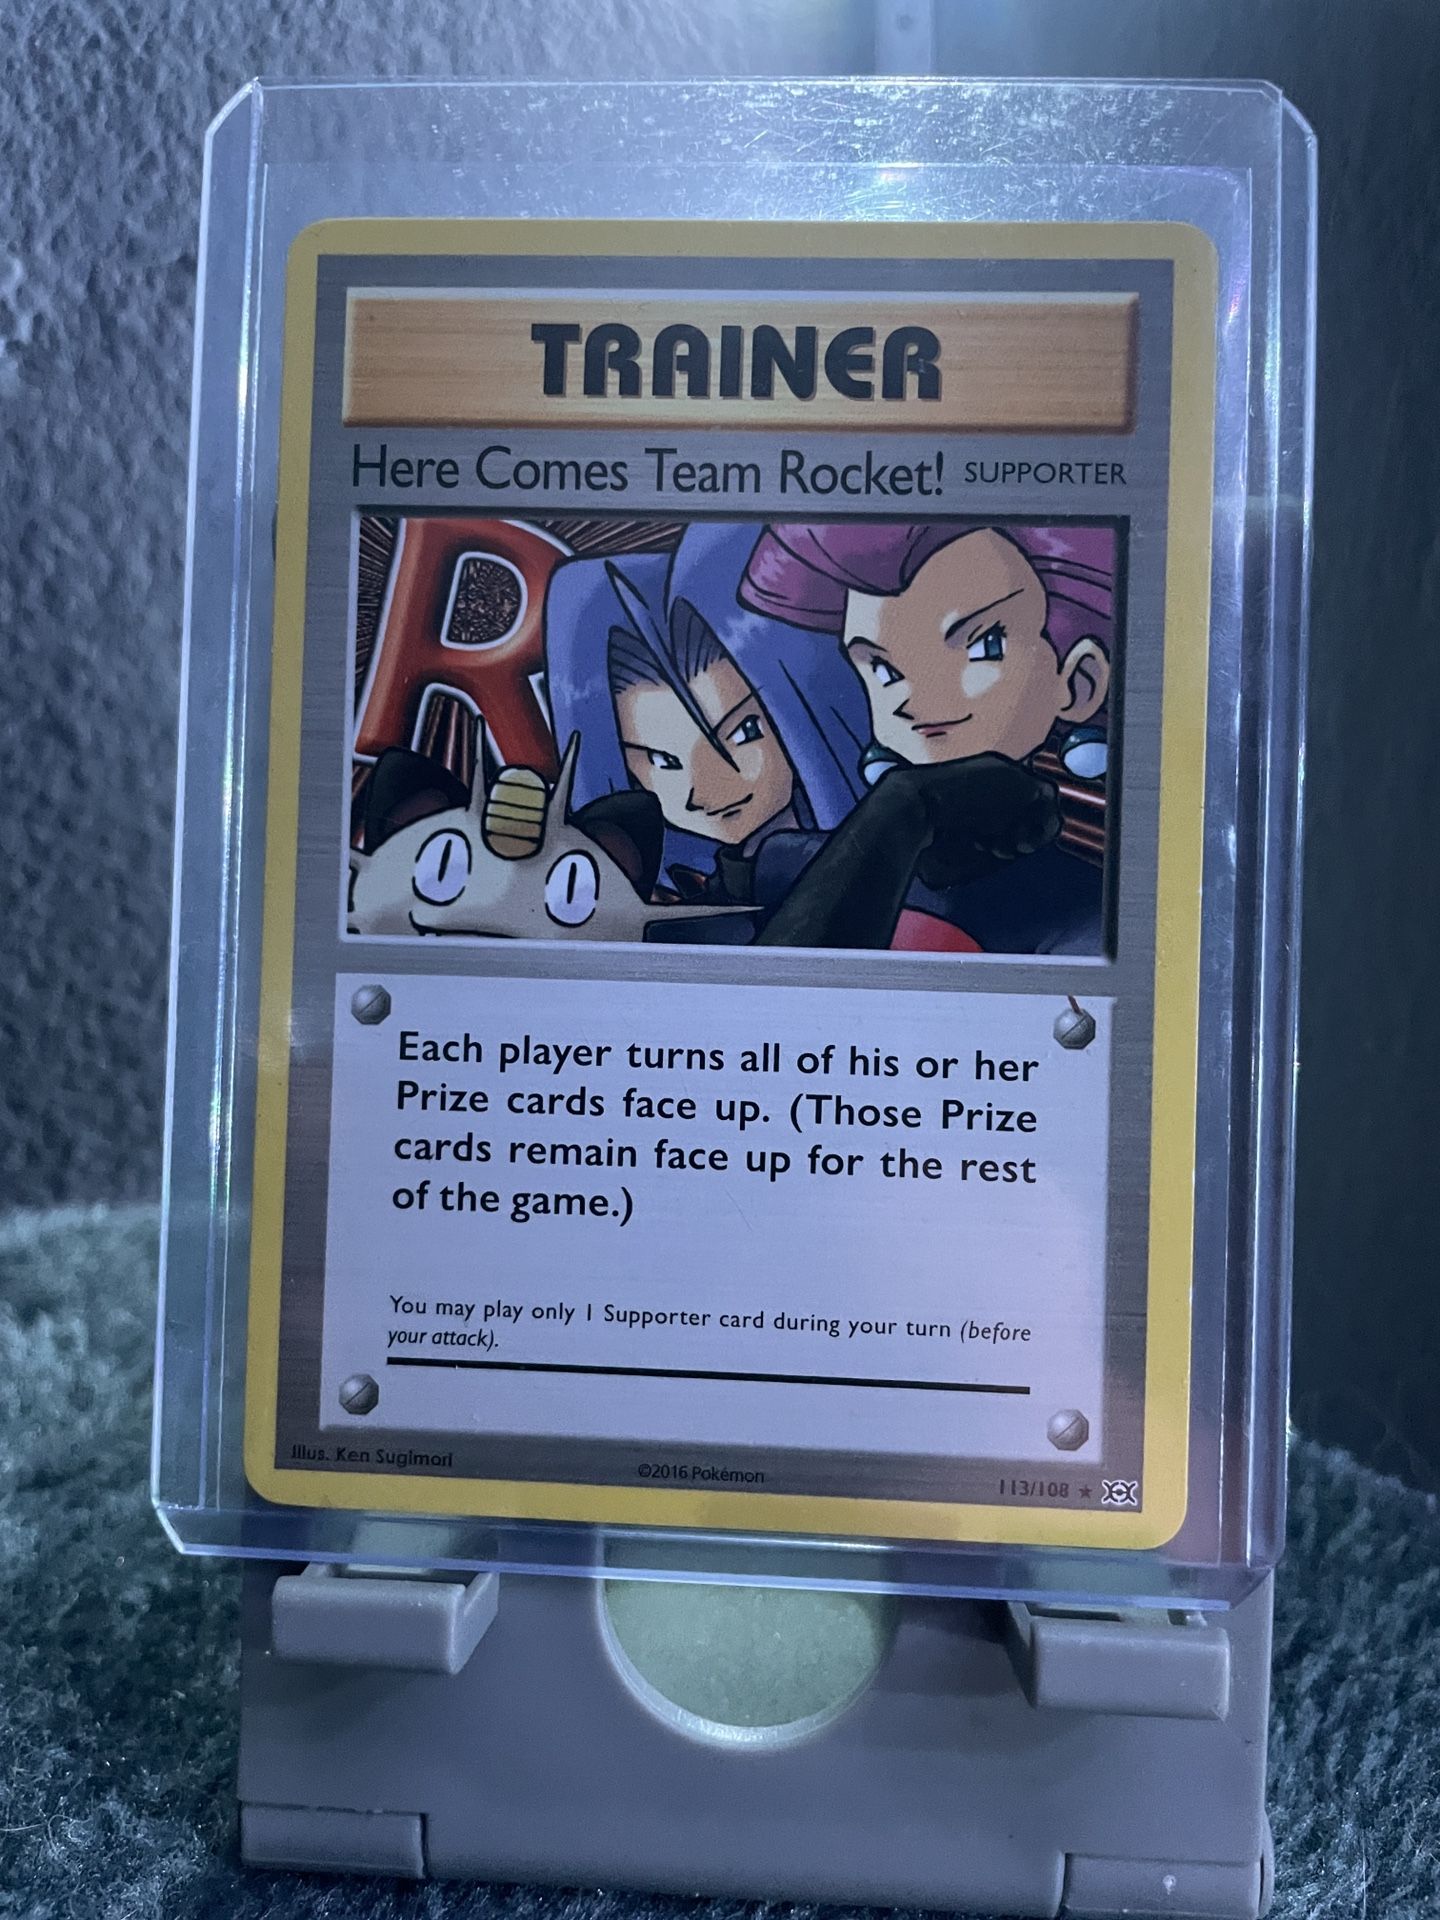 TRAINER
Here Comes Team Rocket! SUPPORTER
R
Each player turns all of his or her
Prize cards face up. (Those Prize
cards remain face up for the rest
of the game.)
You may play only 1 Supporter card during your turn (before
your attack).
Illus. Ken Sugimori
©2016 Pokémon
113/108 ★